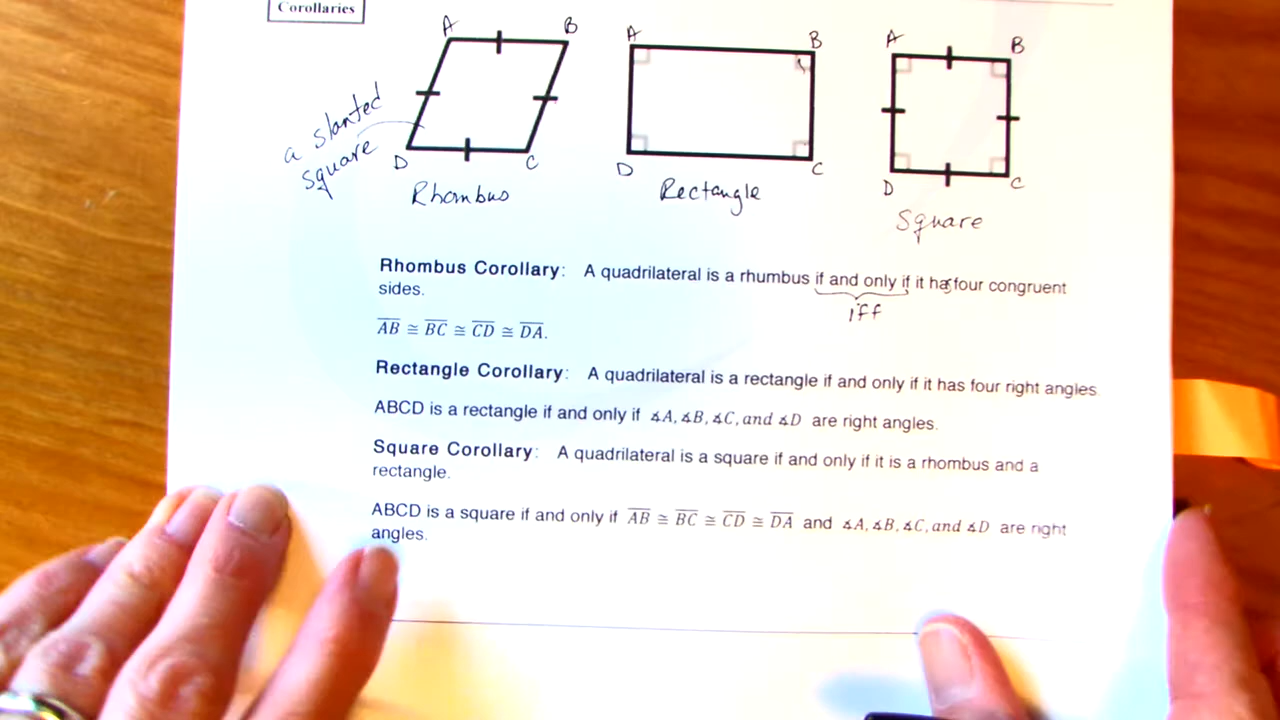 Corollaries
A B A B A B
a slanted
square
D C D C D C
Rhombus Rectangle Square
Rhombus Corollary: A quadrilateral is a rhumbus if and only if it has four congruent
sides.
iff
AB ≅ BC ≅ CD ≅ DA.
Rectangle Corollary: A quadrilateral is a rectangle if and only if it has four right angles
ABCD is a rectangle if and only if ∡A, ∡B, ∡C, and ∡D are right angles.
Square Corollary: A quadrilateral is a square if and only if it is a rhombus and a
rectangle.
ABCD is a square if and only if AB ≅ BC ≅ CD ≅ DA and ∡A, ∡B, ∡C, and ∡D are right
angles.